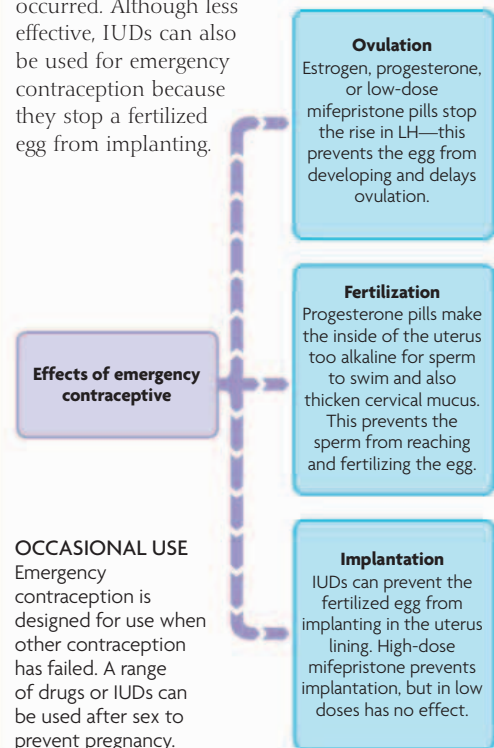 occurred. Although less
effective, IUDs can also
be used for emergency
contraception because
they stop a fertilized
egg from implanting.
Ovulation
Estrogen, progesterone,
or low-dose
mifepristone pills stop
the rise in LH—this
prevents the egg from
developing and delays
ovulation.
Effects of emergency
contraceptive
Fertilization
Progesterone pills make
the inside of the uterus
too alkaline for sperm
to swim and also
thicken cervical mucus.
This prevents the
sperm from reaching
and fertilizing the egg.
Implantation
IUDs can prevent the
fertilized egg from
implanting in the uterus
lining. High-dose
mifepristone prevents
implantation, but in low
doses has no effect.
OCCASIONAL USE
Emergency
contraception is
designed for use when
other contraception
has failed. A range
of drugs or IUDs can
be used after sex to
prevent pregnancy.